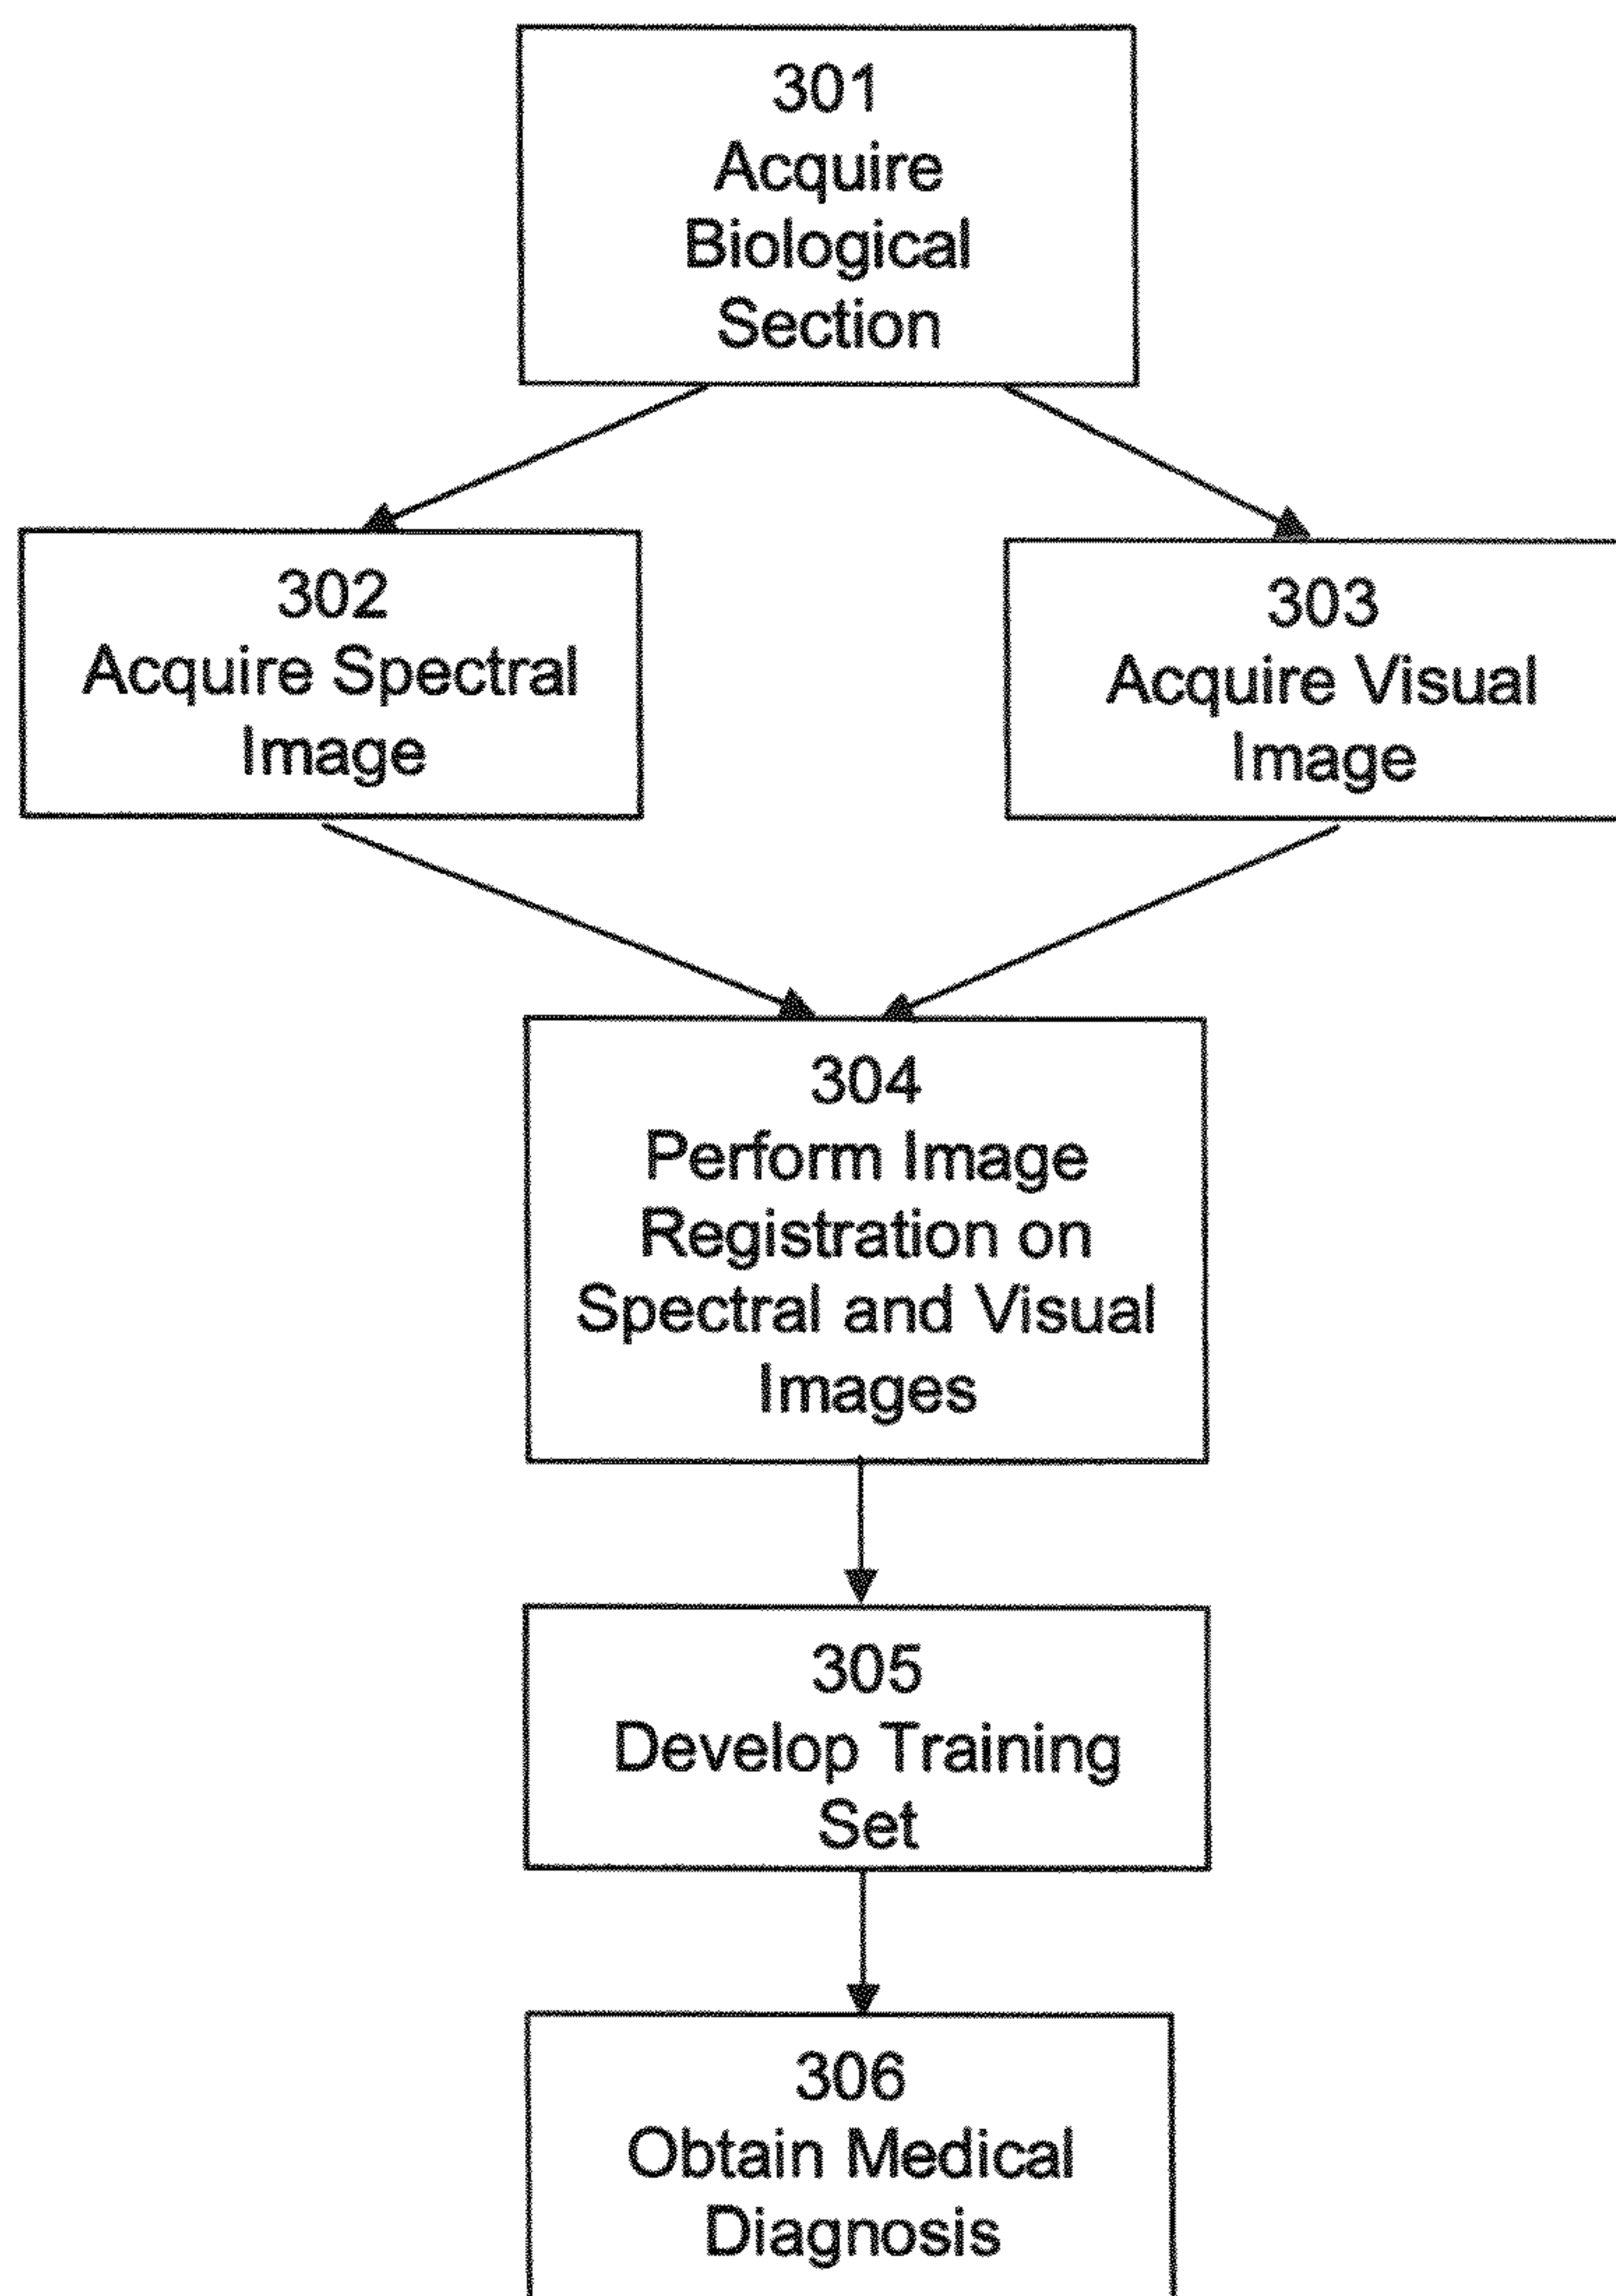 301
Acquire
Biological
Section
302
Acquire Spectral
Image
303
Acquire Visual
Image
304
Perform Image
Registration on
Spectral and Visual
Images
305
Develop Training
Set
306
Obtain Medical
Diagnosis